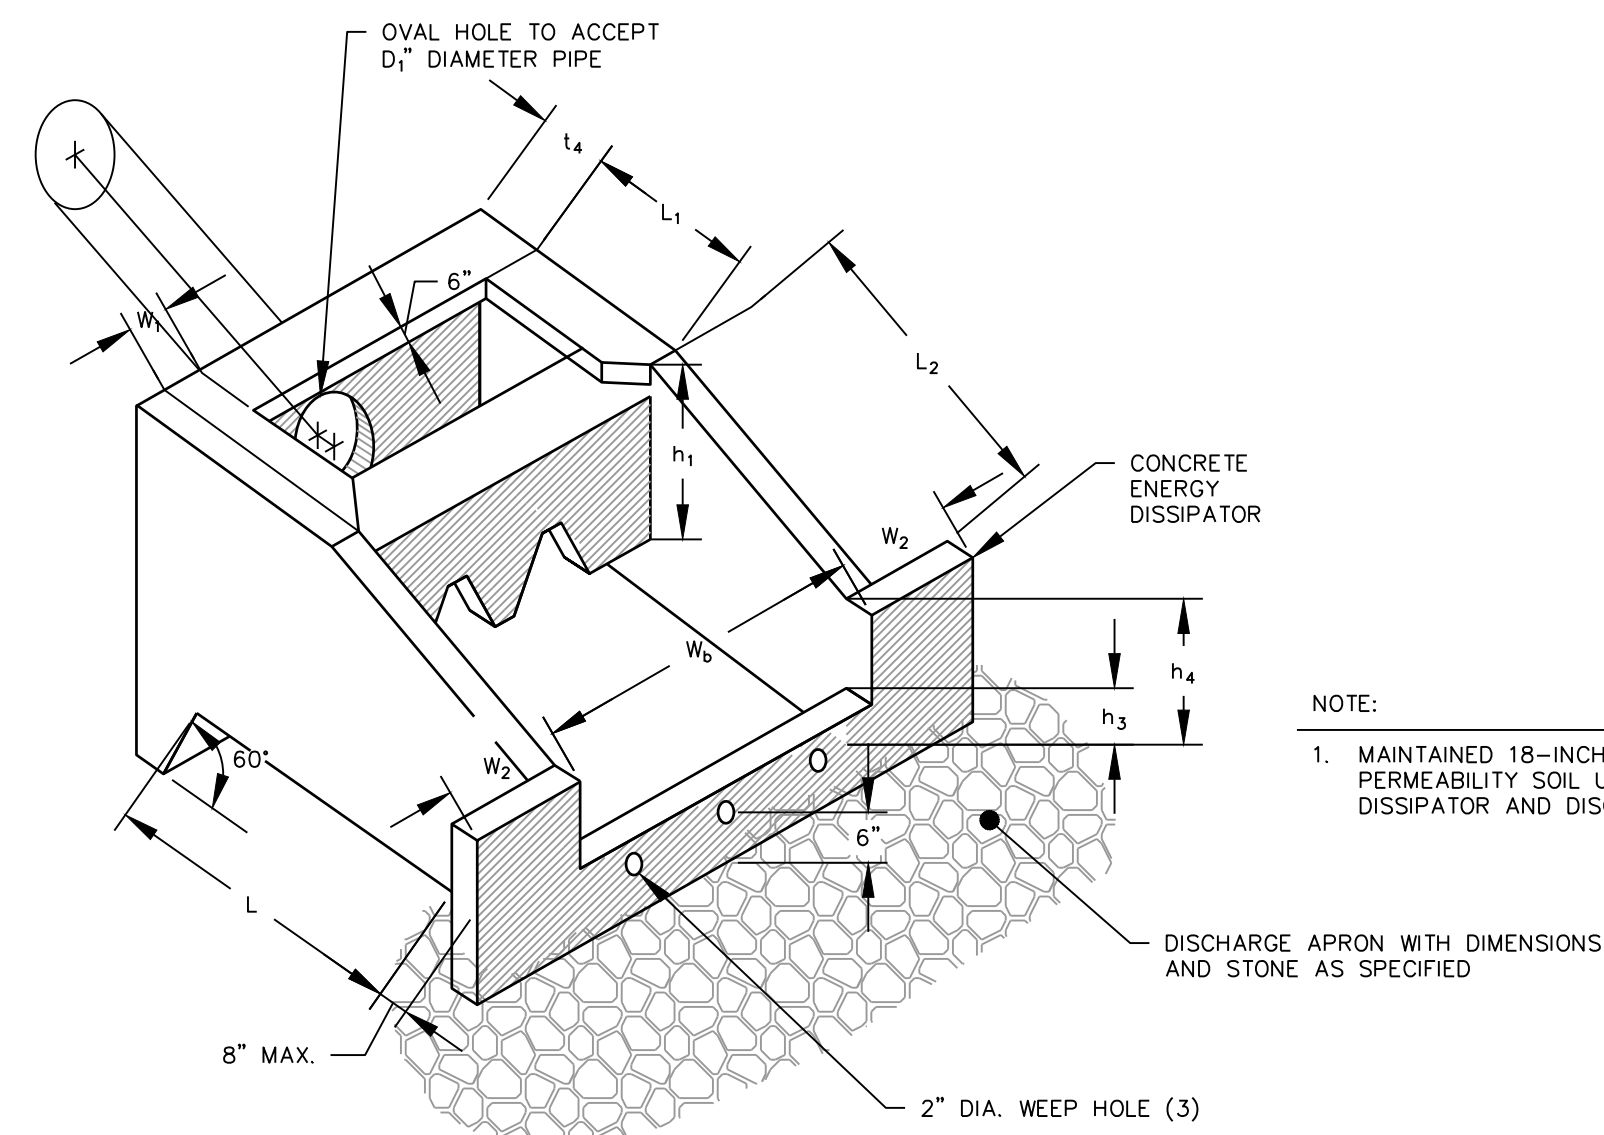 OVAL HOLE TO ACCEPT
D₁" DIAMETER PIPE
t₄
L₁
6"
W₁
L₂
h₁
CONCRETE
ENERGY
DISSIPATOR
W₂
W_b
h₄
h₃
NOTE:
1. MAINTAINED 18-INCH
PERMEABILITY SOIL U
DISSIPATOR AND DISC
60°
W₂
6"
L
DISCHARGE APRON WITH DIMENSIONS
AND STONE AS SPECIFIED
8" MAX.
2" DIA. WEEP HOLE (3)